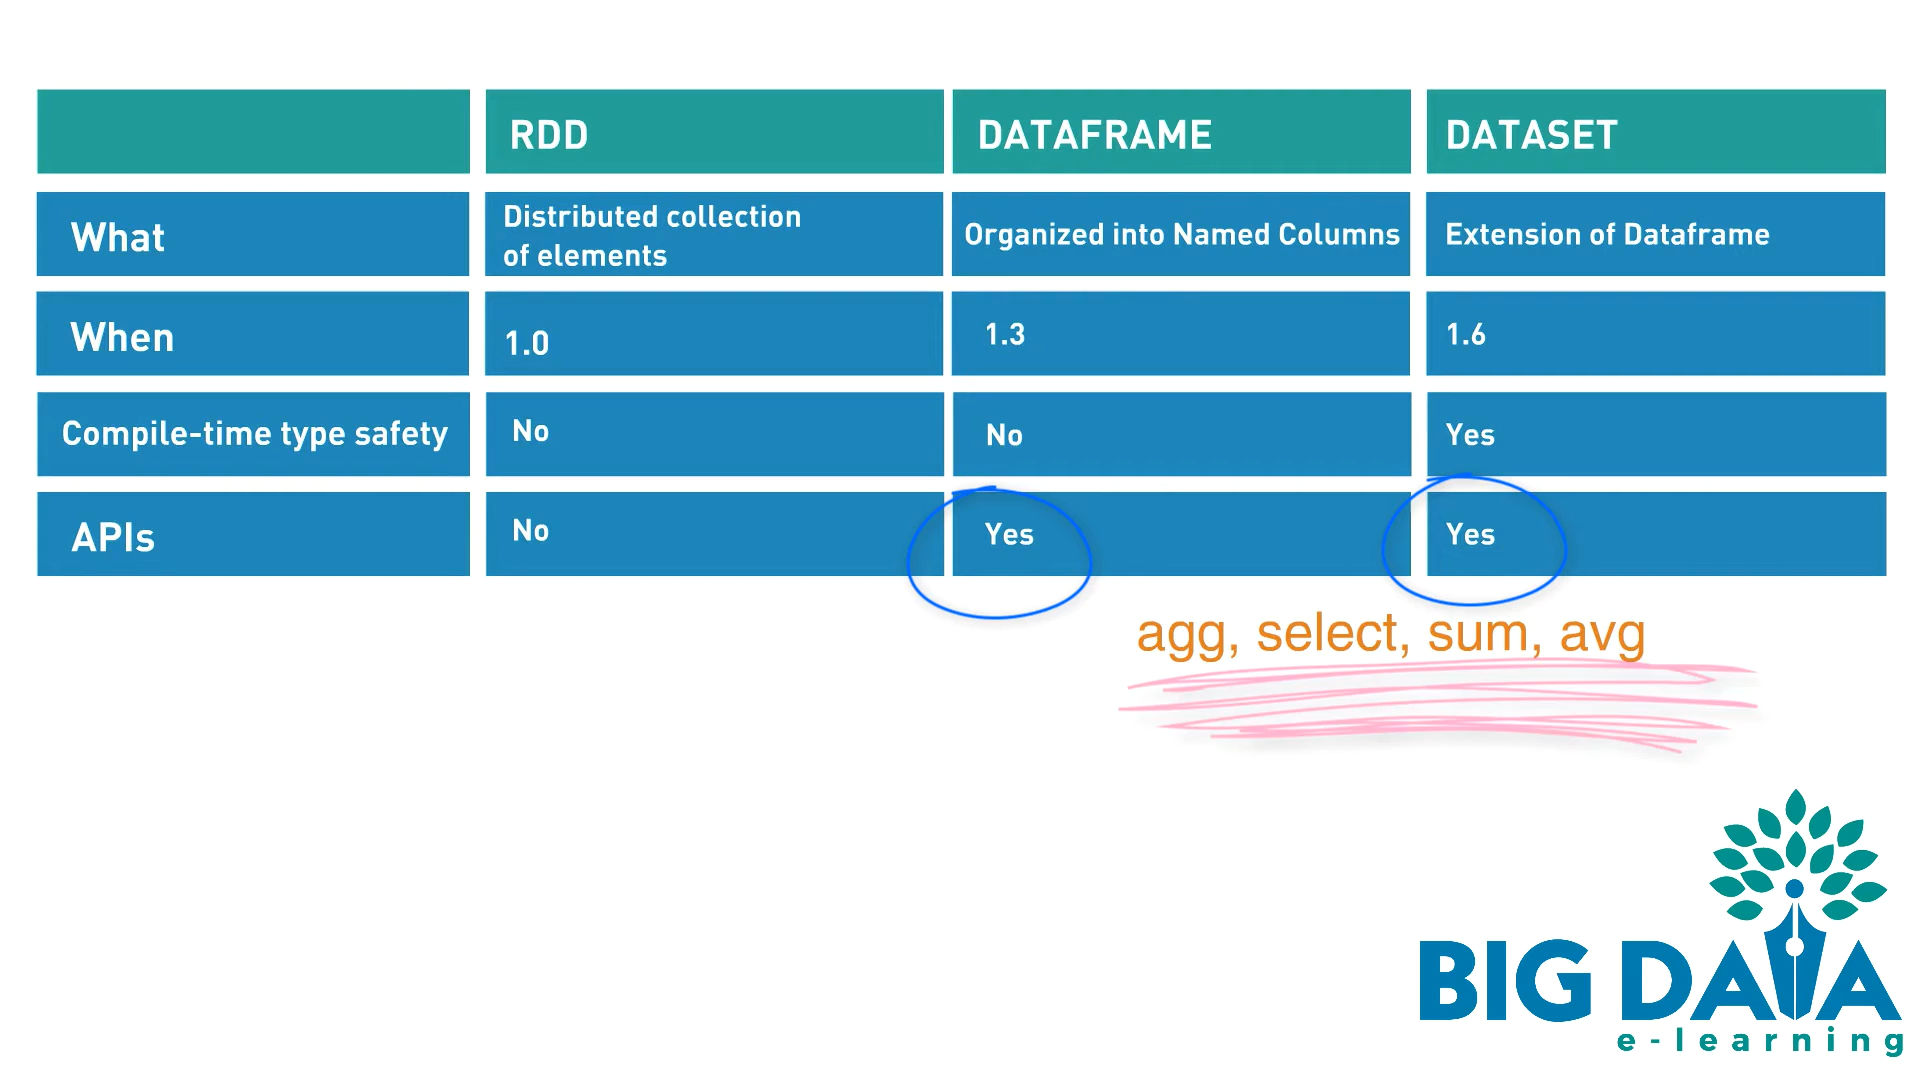 RDD
DATAFRAME
DATASET
What
Distributed collection
of elements
Organized into Named Columns
Extension of Dataframe
When
1.0
1.3
1.6
Compile-time type safety
No
No
Yes
APIs
No
Yes
Yes
agg, select, sum, avg
BIG DATA
e-learning